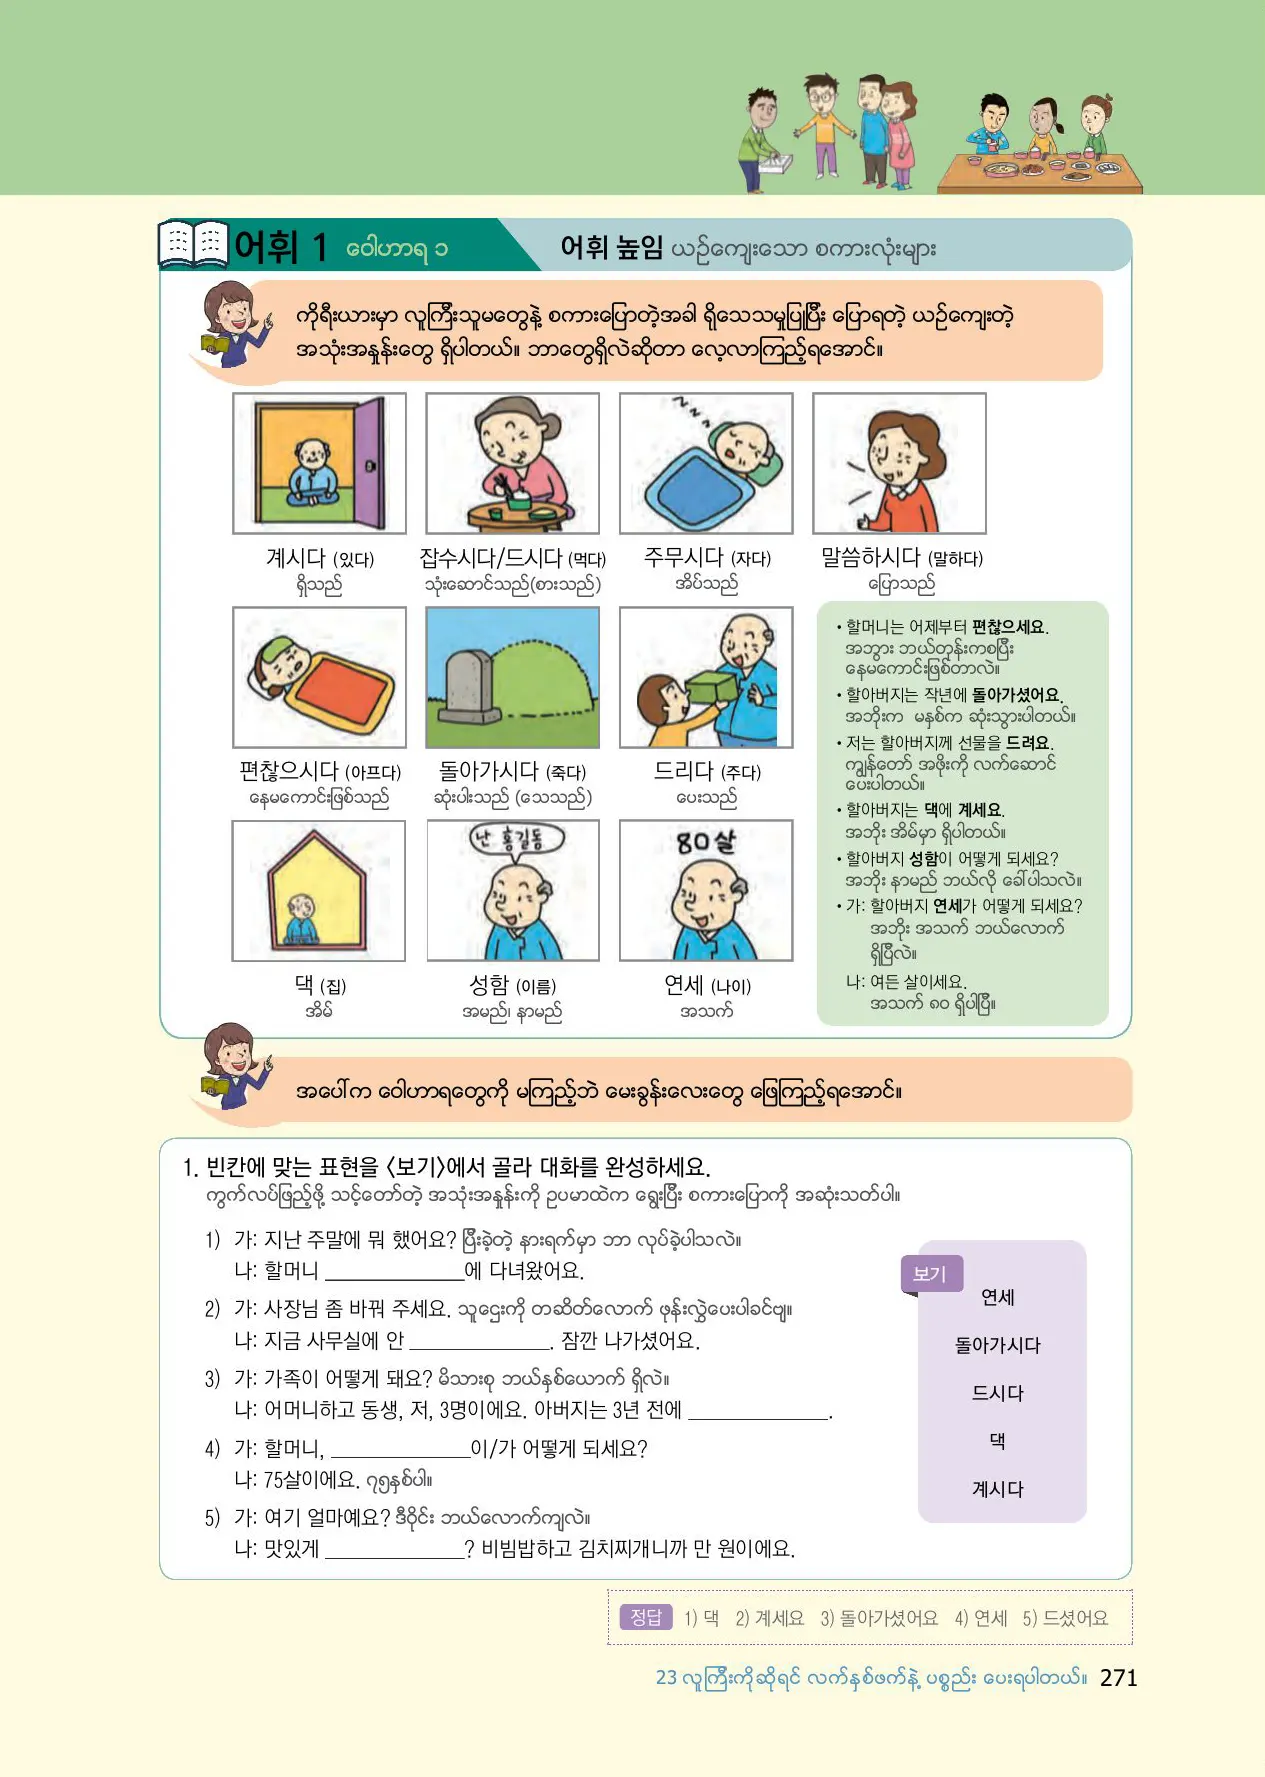 어휘 1 ဝေါဟာရ ၁
어휘 높임 ယဉ်ကျေးသော စကားလုံးများ
ကိုရီးယားမှာ လူကြီးသူမတွေနဲ့ စကားပြောတဲ့အခါ ရိုသေသမှုပြုပြီး ပြောရတဲ့ ယဉ်ကျေးတဲ့
အသုံးအနှုန်းတွေ ရှိပါတယ်။ ဘာတွေရှိလဲဆိုတာ လေ့လာကြည့်ရအောင်။
계시다 (있다)
ရှိသည်
잡수시다/드시다 (먹다)
သုံးဆောင်သည်(စားသည်)
주무시다 (자다)
အိပ်သည်
말씀하시다 (말하다)
ပြောသည်
편찮으시다 (아프다)
နေမကောင်းဖြစ်သည်
돌아가시다 (죽다)
ဆုံးပါးသည် (သေသည်)
드리다 (주다)
ပေးသည်
난 홍길동
80살
댁 (집)
အိမ်
성함 (이름)
အမည်၊ နာမည်
연세 (나이)
အသက်
• 할머니는 어제부터 편찮으세요.
အဘွား ဘယ်တုန်းကစပြီး
နေမကောင်းဖြစ်တာလဲ။
• 할아버지는 작년에 돌아가셨어요.
အဘိုးက မနှစ်က ဆုံးသွားပါတယ်။
• 저는 할아버지께 선물을 드려요.
ကျွန်တော် အဖိုးကို လက်ဆောင်
ပေးပါတယ်။
• 할아버지는 댁에 계세요.
အဘိုး အိမ်မှာ ရှိပါတယ်။
• 할아버지 성함이 어떻게 되세요?
အဘိုး နာမည် ဘယ်လို ခေါ်ပါသလဲ။
• 가: 할아버지 연세가 어떻게 되세요?
အဘိုး အသက် ဘယ်လောက်
ရှိပြီလဲ။
나: 여든 살이세요.
အသက် ၈၀ ရှိပါပြီ။
အပေါ်က ဝေါဟာရတွေကို မကြည့်ဘဲ မေးခွန်းလေးတွေ ဖြေကြည့်ရအောင်။
1. 빈칸에 맞는 표현을 〈보기〉에서 골라 대화를 완성하세요.
ကွက်လပ်ဖြည့်ဖို့ သင့်တော်တဲ့ အသုံးအနှုန်းကို ဥပမာထဲက ရွေးပြီး စကားပြောကို အဆုံးသတ်ပါ။
1) 가: 지난 주말에 뭐 했어요? ပြီးခဲ့တဲ့ နားရက်မှာ ဘာ လုပ်ခဲ့ပါသလဲ။
나: 할머니 ______________에 다녀왔어요.
2) 가: 사장님 좀 바꿔 주세요. သူဌေးကို တဆိတ်လောက် ဖုန်းလွှဲပေးပါခင်ဗျ။
나: 지금 사무실에 안 ______________. 잠깐 나가셨어요.
3) 가: 가족이 어떻게 돼요? မိသားစု ဘယ်နှစ်ယောက် ရှိလဲ။
나: 어머니하고 동생, 저, 3명이에요. 아버지는 3년 전에 ______________.
4) 가: 할머니, ______________이/가 어떻게 되세요?
나: 75살이에요. ၇၅နှစ်ပါ။
5) 가: 여기 얼마예요? ဒီဝိုင်း ဘယ်လောက်ကျလဲ။
나: 맛있게 ______________? 비빔밥하고 김치찌개니까 만 원이에요.
보기
연세
돌아가시다
드시다
댁
계시다
정답 1) 댁 2) 계세요 3) 돌아가셨어요 4) 연세 5) 드셨어요
23 လူကြီးကိုဆိုရင် လက်နှစ်ဖက်နဲ့ ပစ္စည်း ပေးရပါတယ်။ 271